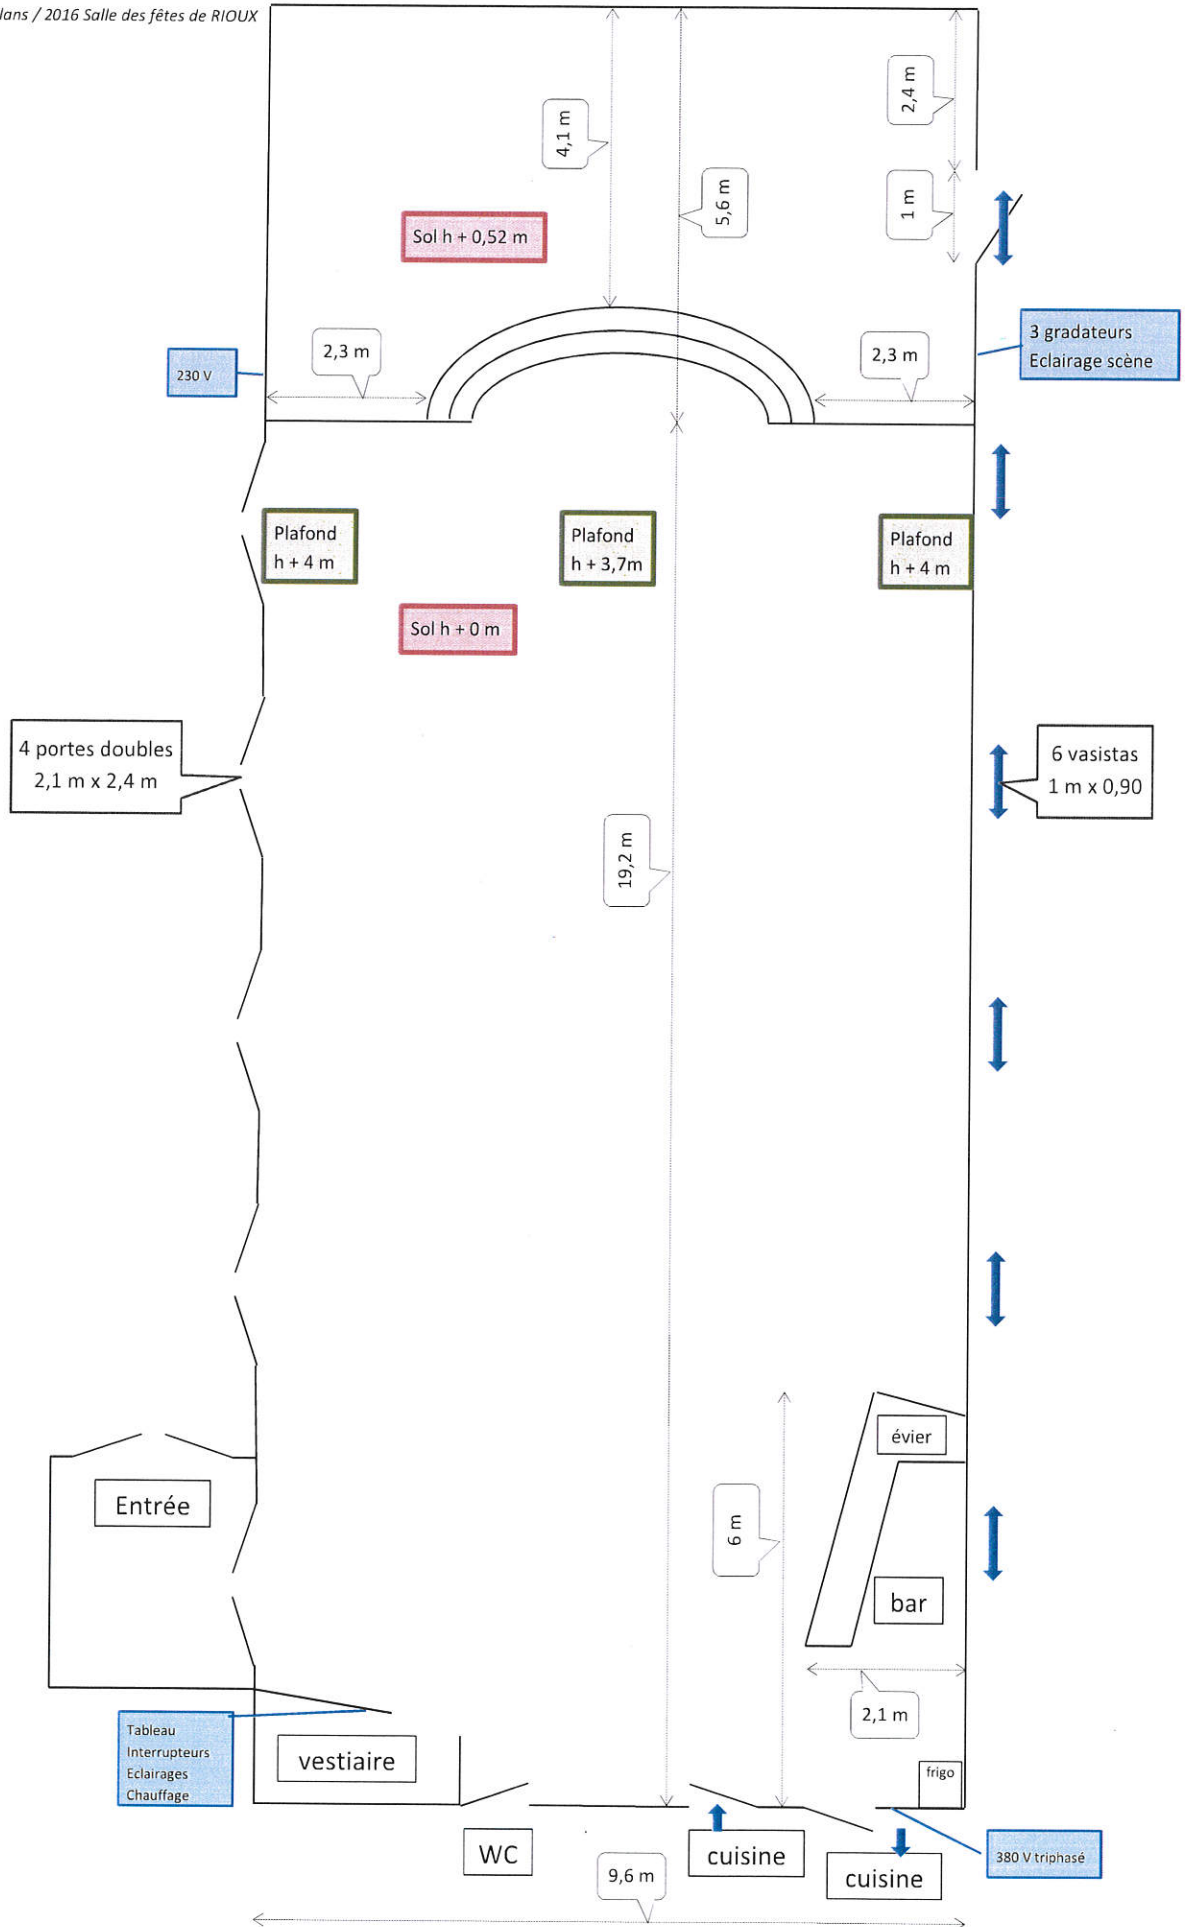 / 2016 Salle des fêtes de RIOUX
2,4 m
4,1 m
1 m
5,6 m
Sol h + 0,52 m
3 gradateurs
Eclairage scène
2,3 m
2,3 m
230 V
Plafond
h + 4 m
Plafond
h + 3,7m
Plafond
h + 4 m
Sol h + 0 m
4 portes doubles
2,1 m x 2,4 m
6 vasistas
1 m x 0,90
19,2 m
évier
Entrée
6 m
bar
2,1 m
Tableau
Interrupteurs
Eclairages
Chauffage
vestiaire
frigo
WC
cuisine
cuisine
380 V triphasé
9,6 m